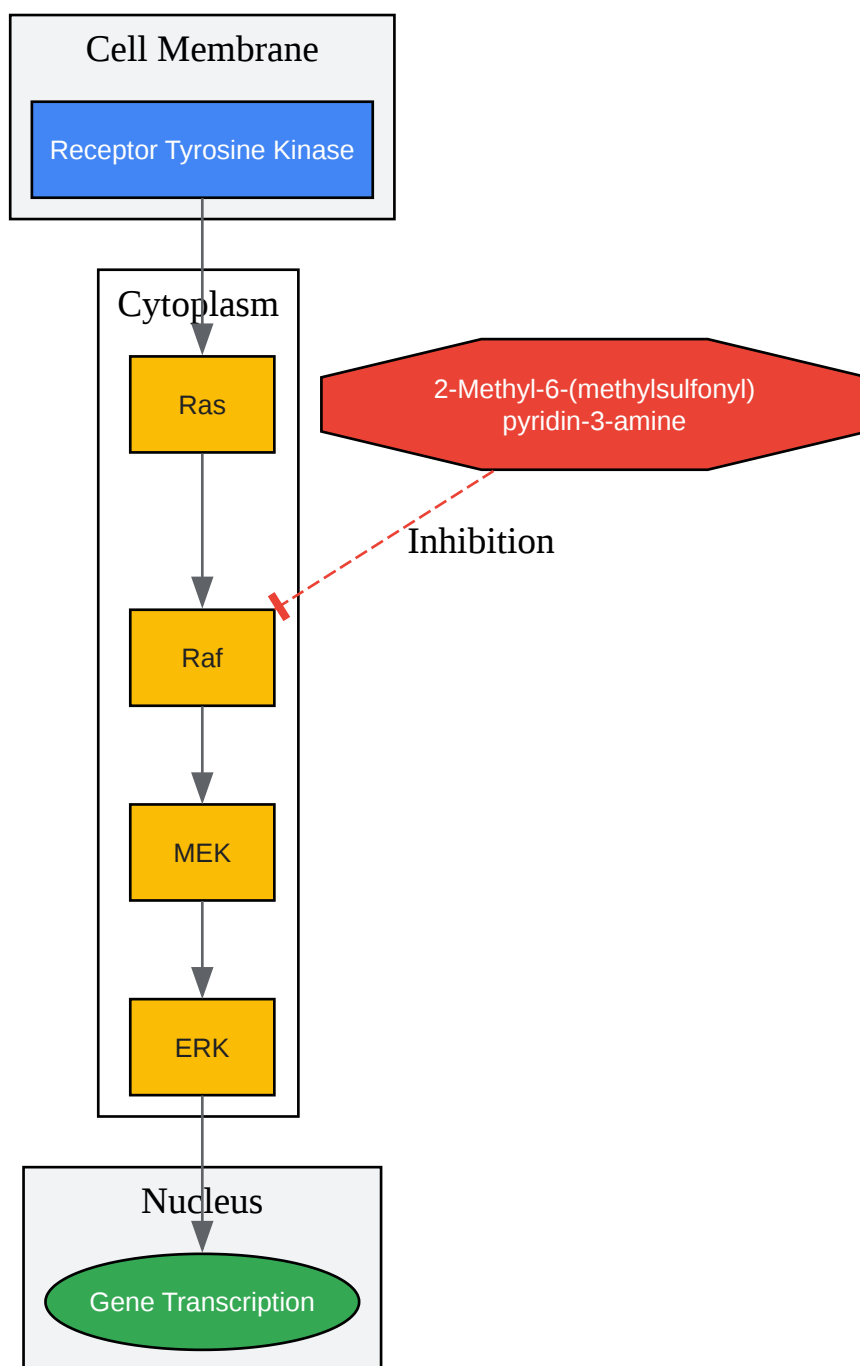 Cell Membrane
Receptor Tyrosine Kinase
Cytoplasm
Ras
2-Methyl-6-(methylsulfonyl)
pyridin-3-amine
Inhibition
Raf
MEK
ERK
Nucleus
Gene Transcription